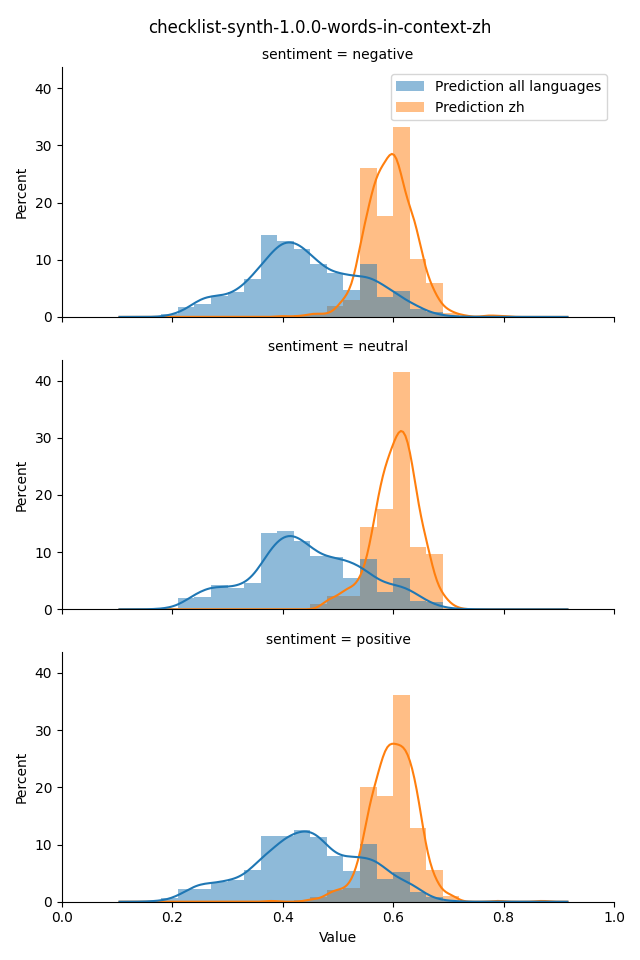 checklist-synth-1.0.0-words-in-context-zh
sentiment = negative
Prediction all languages
Prediction zh
40
30
20
10
0
Percent
sentiment = neutral
40
30
20
10
0
Percent
sentiment = positive
40
30
20
10
0
Percent
0.0 0.2 0.4 0.6 0.8 1.0
Value